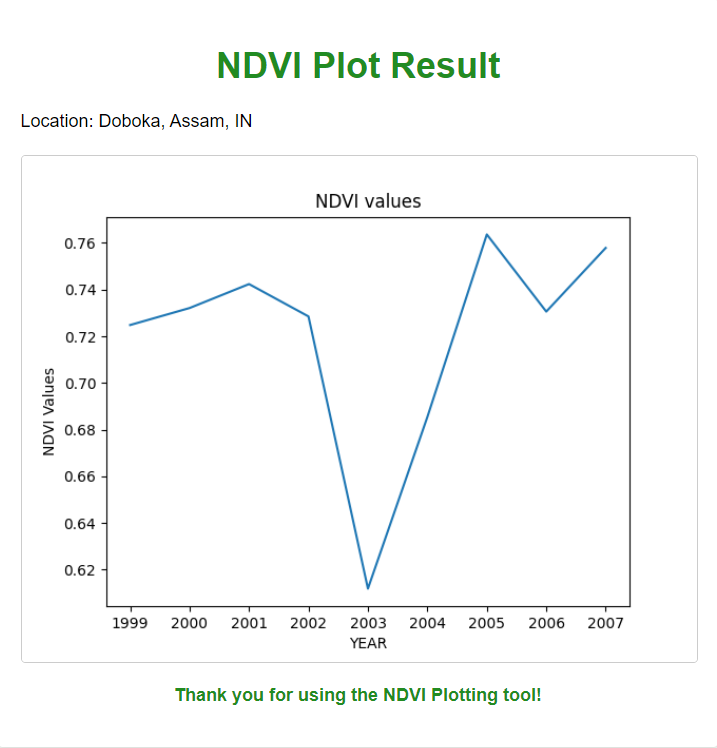 NDVI Plot Result
Location: Doboka, Assam, IN
NDVI values
0.76
0.74
0.72
0.70
0.68
0.66
0.64
0.62
NDVI Values
1999 2000 2001 2002 2003 2004 2005 2006 2007
YEAR
Thank you for using the NDVI Plotting tool!